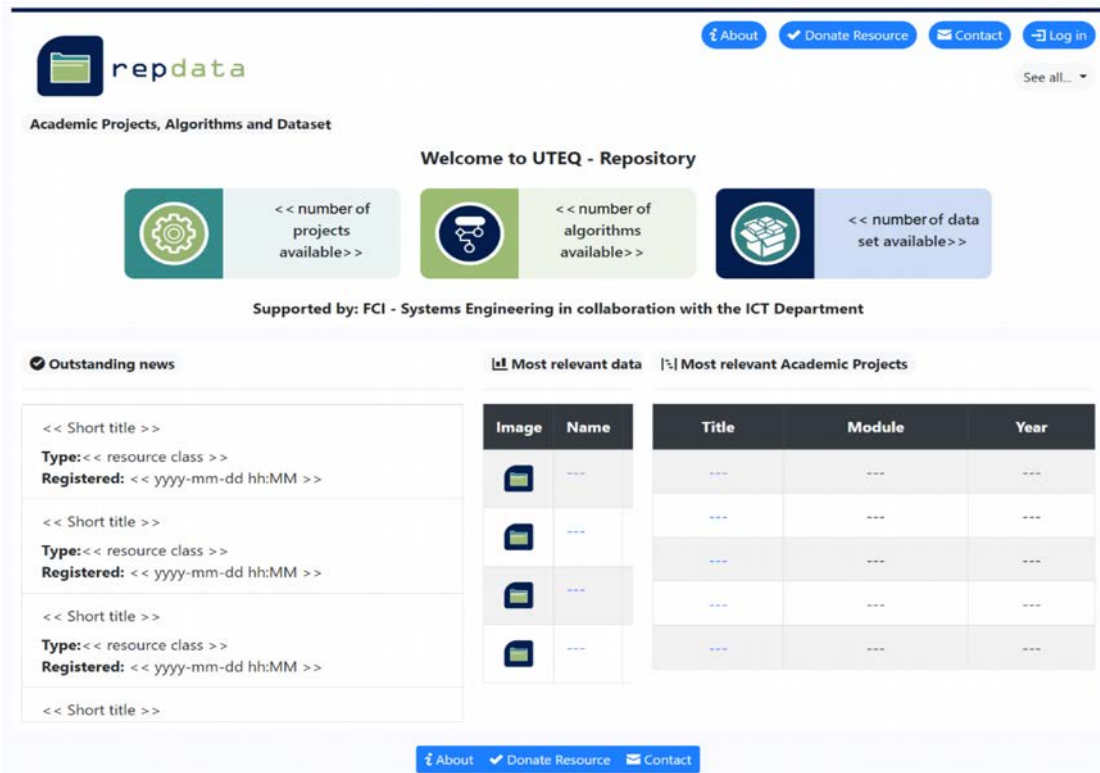 About Donate Resource Contact Log in
repdata
See all...
Academic Projects, Algorithms and Dataset
Welcome to UTEQ - Repository
<< number of
projects
available>>
<< number of
algorithms
available>>
<< number of data
set available>>
Supported by: FCI - Systems Engineering in collaboration with the ICT Department
Outstanding news
<< Short title >>
Type:<< resource class >>
Registered: << yyyy-mm-dd hh:MM >>
<< Short title >>
Type:<< resource class >>
Registered: << yyyy-mm-dd hh:MM >>
<< Short title >>
Type:<< resource class >>
Registered: << yyyy-mm-dd hh:MM >>
<< Short title >>
Most relevant data
Image Name
---
---
---
---
Most relevant Academic Projects
Title Module Year
--- --- ---
--- --- ---
--- --- ---
--- --- ---
--- --- ---
About Donate Resource Contact